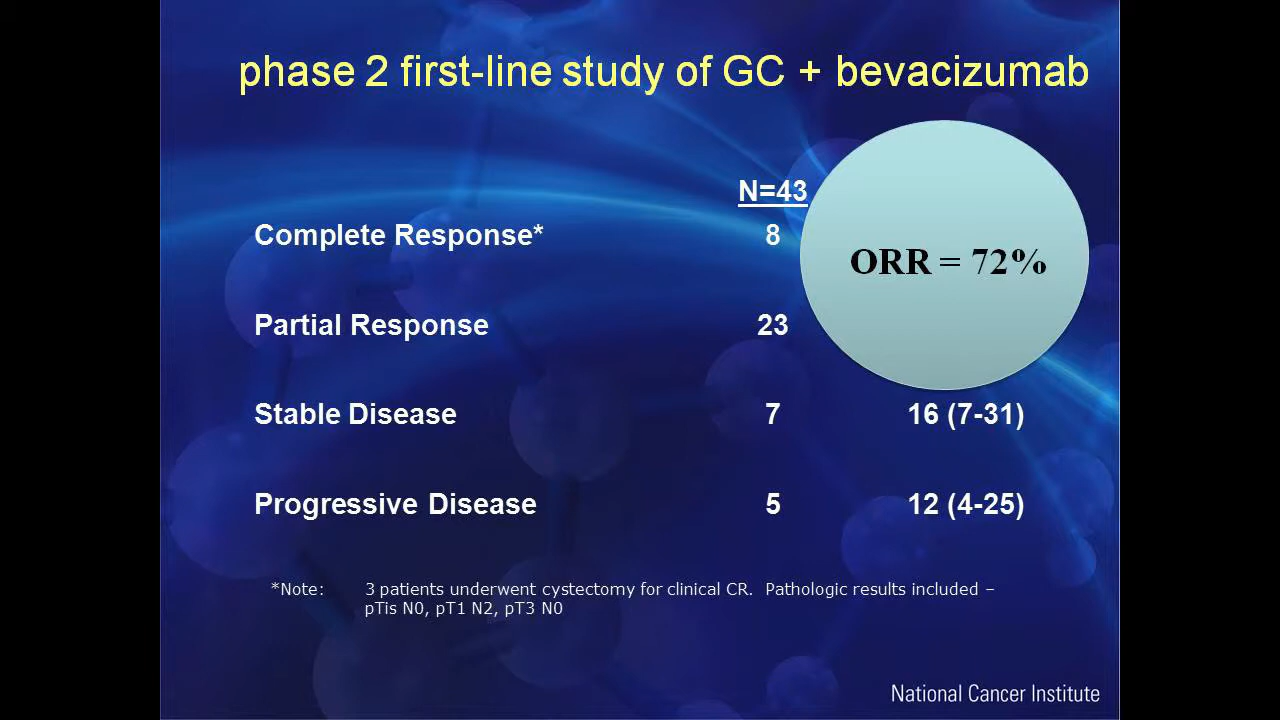 phase 2 first-line study of GC + bevacizumab
N=43
Complete Response* 8
ORR = 72%
Partial Response 23
Stable Disease 7 16 (7-31)
Progressive Disease 5 12 (4-25)
*Note: 3 patients underwent cystectomy for clinical CR. Pathologic results included –
pTis N0, pT1 N2, pT3 N0
National Cancer Institute